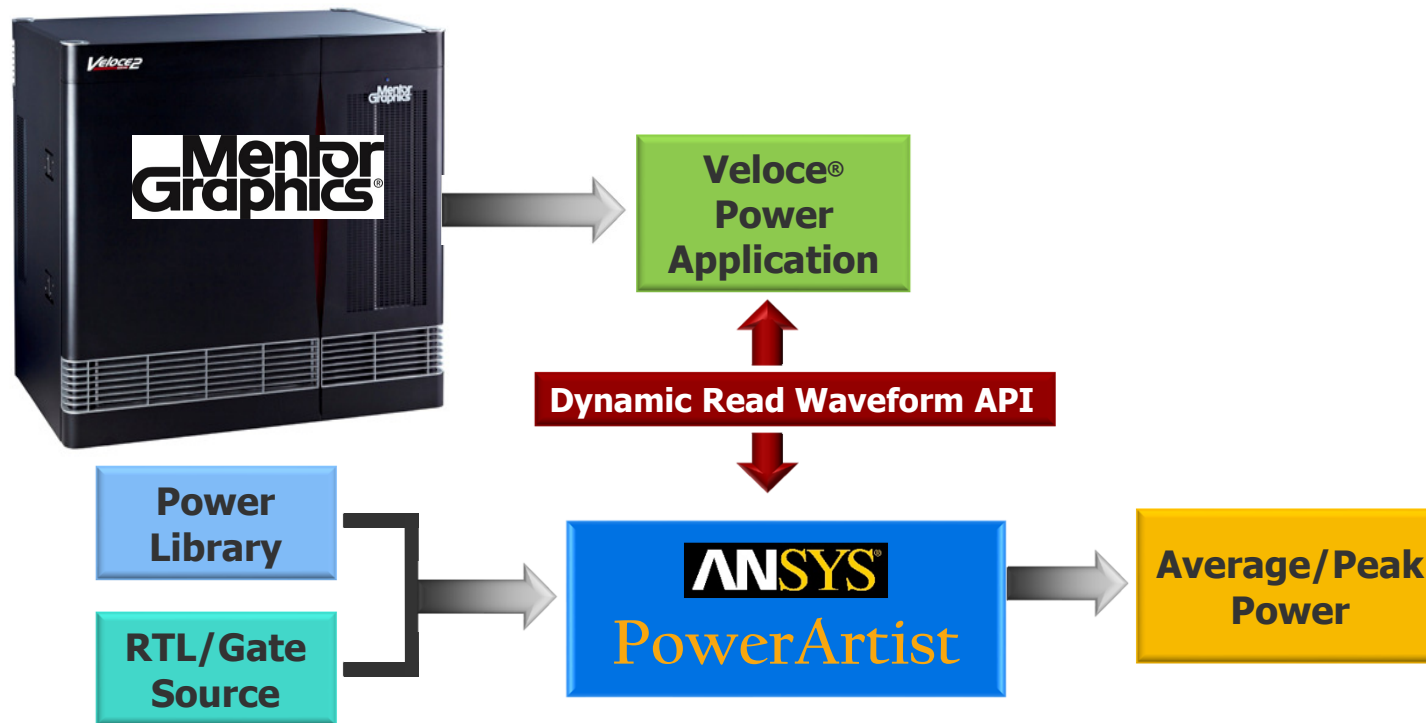 Veloce2
Mentor
Graphics
Mentor
Graphics®
Veloce®
Power
Application
Dynamic Read Waveform API
Power
Library
RTL/Gate
Source
ANSYS®
PowerArtist
Average/Peak
Power